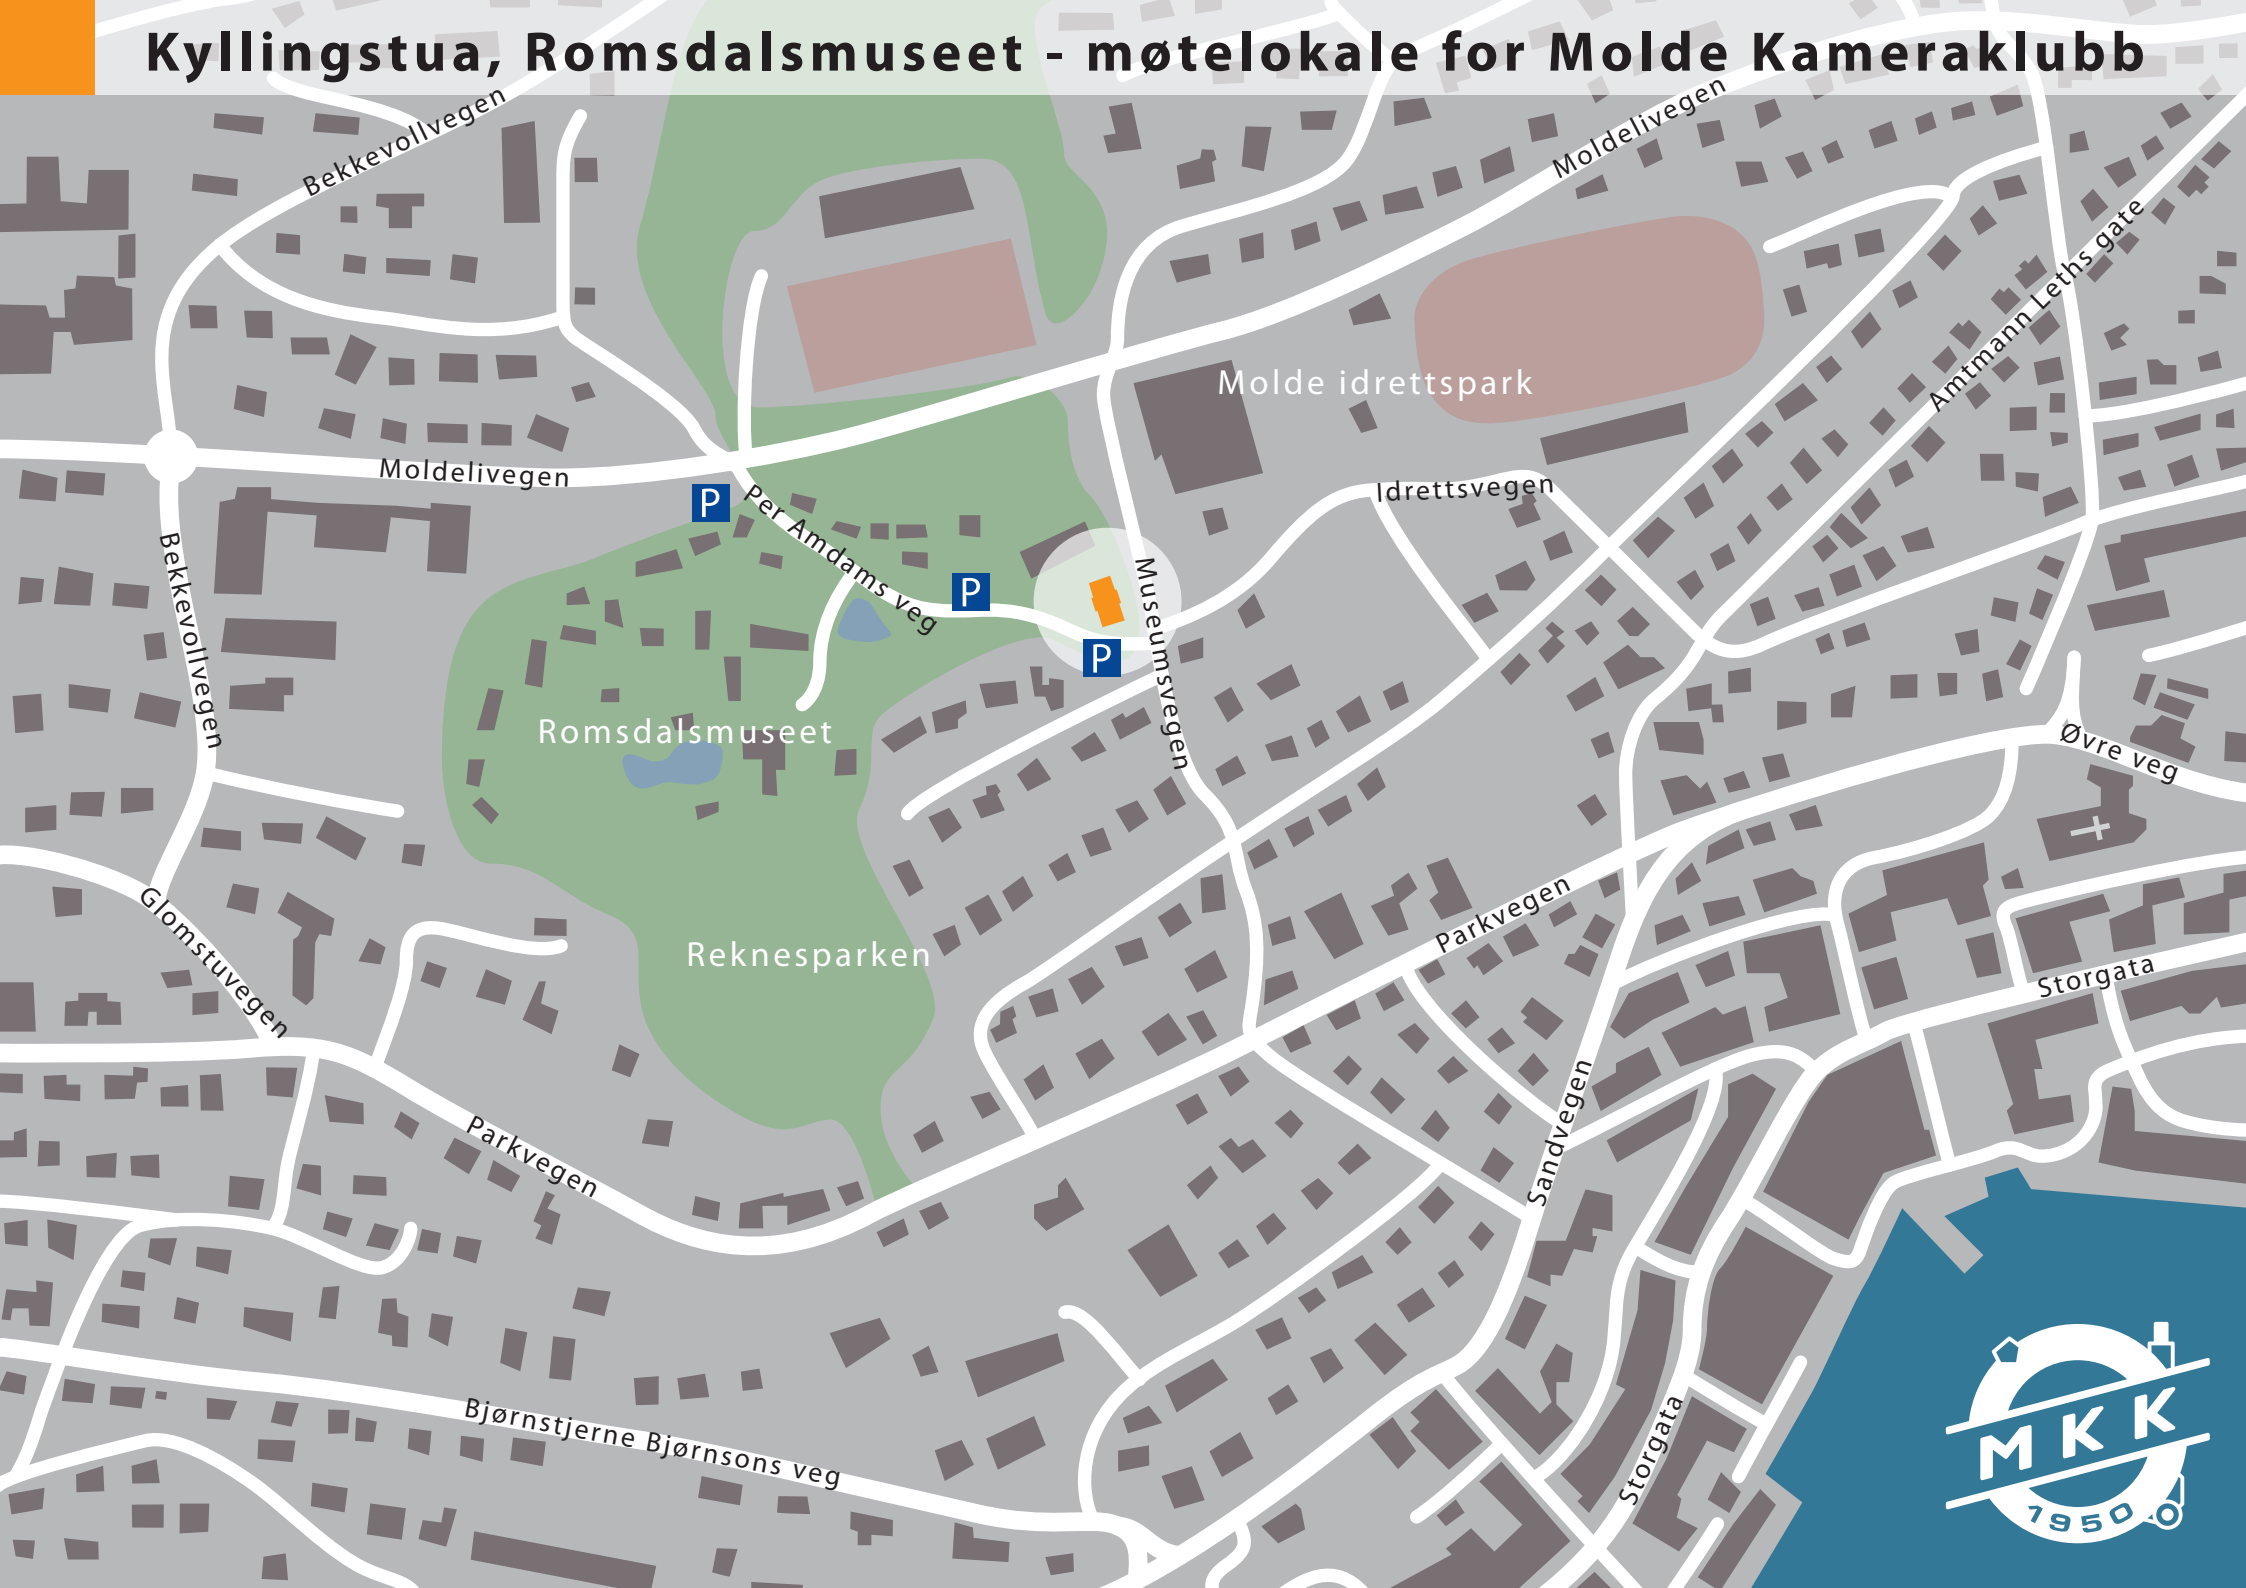 Kyllingstua, Romsdalsmuseet - møtelokale for Molde Kameraklubb
Bekkevollvegen
Moldelivegen
Amtmann Leths gate
Molde idrettspark
Moldelivegen
P
Per Amdams veg
Idrettsvegen
Bekkevollvegen
P
Museumsvegen
P
Romsdalsmuseet
Øvre veg
Glomstuvegen
Parkvegen
Reknesparken
Storgata
Parkvegen
Sandvegen
Bjørnstjerne Bjørnsons veg
Storgata
MKK
1950